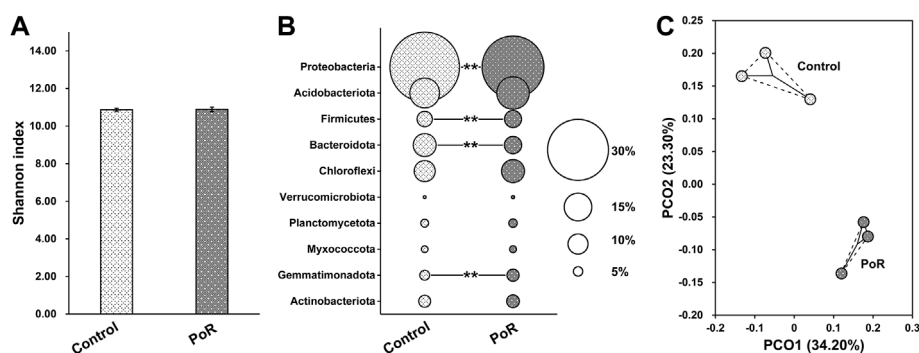 A
Shannon index
14.00
12.00
10.00
8.00
6.00
4.00
2.00
0.00
Control
PoR
B
Proteobacteria
**
Acidobacteriota
Firmicutes
**
Bacteroidota
**
Chloroflexi
Verrucomicrobiota
Planctomycetota
Myxococcota
Gemmatimonadota
**
Actinobacteriota
Control
PoR
30%
15%
10%
5%
C
PCO2 (23.30%)
0.25
0.20
0.15
0.10
0.05
0.00
-0.05
-0.10
-0.15
-0.20
Control
PoR
-0.2
-0.1
0
0.1
0.2
0.3
PCO1 (34.20%)